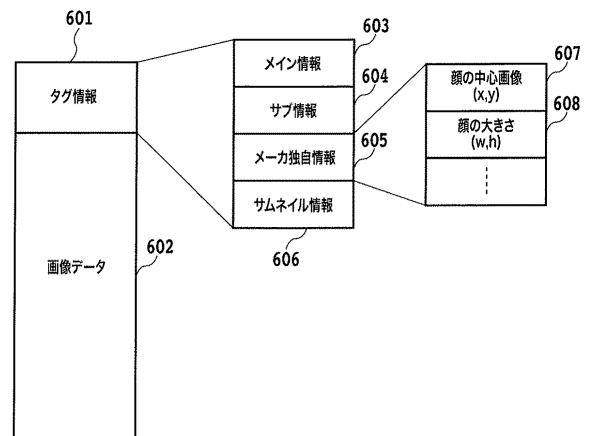 601
タグ情報
画像データ
602
603
メイン情報
604
サブ情報
605
メーカ独自情報
サムネイル情報
606
607
顔の中心画像
(x,y)
608
顔の大きさ
(w,h)